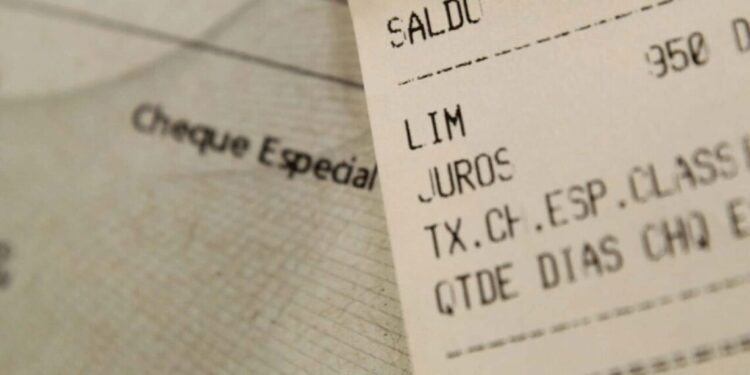 Cheque Especial
SALDO
950 D
LIM
JUROS
TX.CH.ESP.CLASS
QTDE DIAS CHQ E